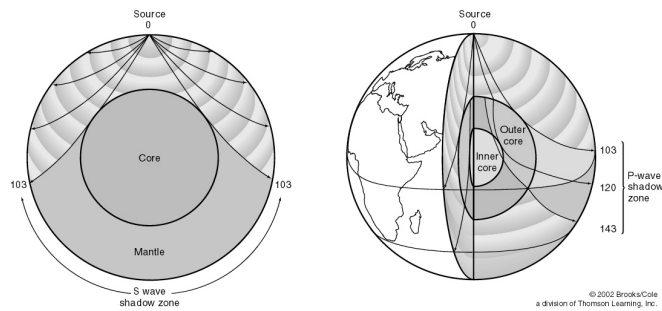 Source
0
Core
103
103
Mantle
S wave
shadow zone
Source
0
Outer
core
Inner
core
103
120
143
P-wave
shadow
zone
© 2002 Brooks/Cole
a division of Thomson Learning, Inc.